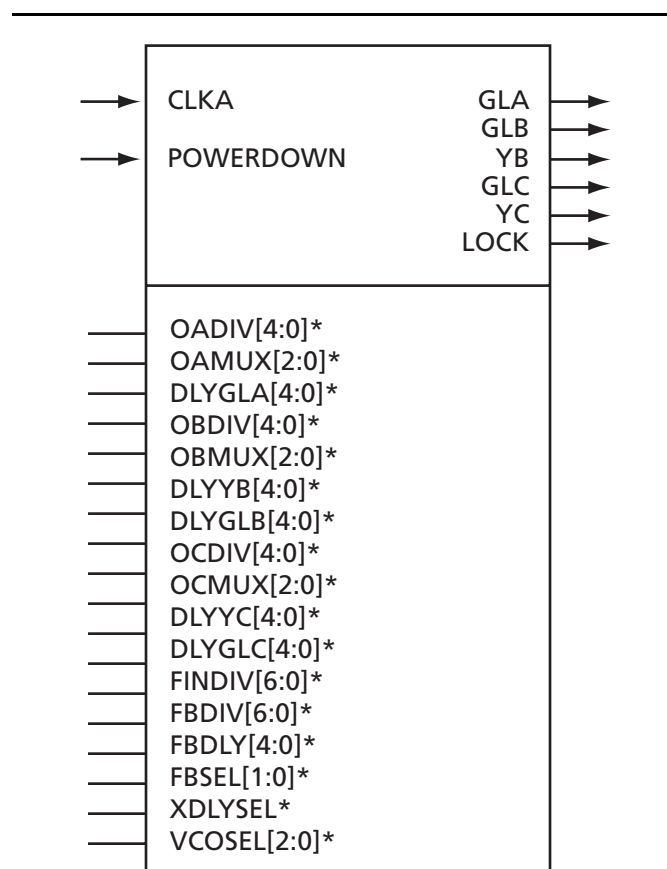 CLKA GLA
GLB
POWERDOWN YB
GLC
YC
LOCK
OADIV[4:0]*
OAMUX[2:0]*
DLYGLA[4:0]*
OBDIV[4:0]*
OBMUX[2:0]*
DLYYB[4:0]*
DLYGLB[4:0]*
OCDIV[4:0]*
OCMUX[2:0]*
DLYYC[4:0]*
DLYGLC[4:0]*
FINDIV[6:0]*
FBDIV[6:0]*
FBDLY[4:0]*
FBSEL[1:0]*
XDLYSEL*
VCOSEL[2:0]*